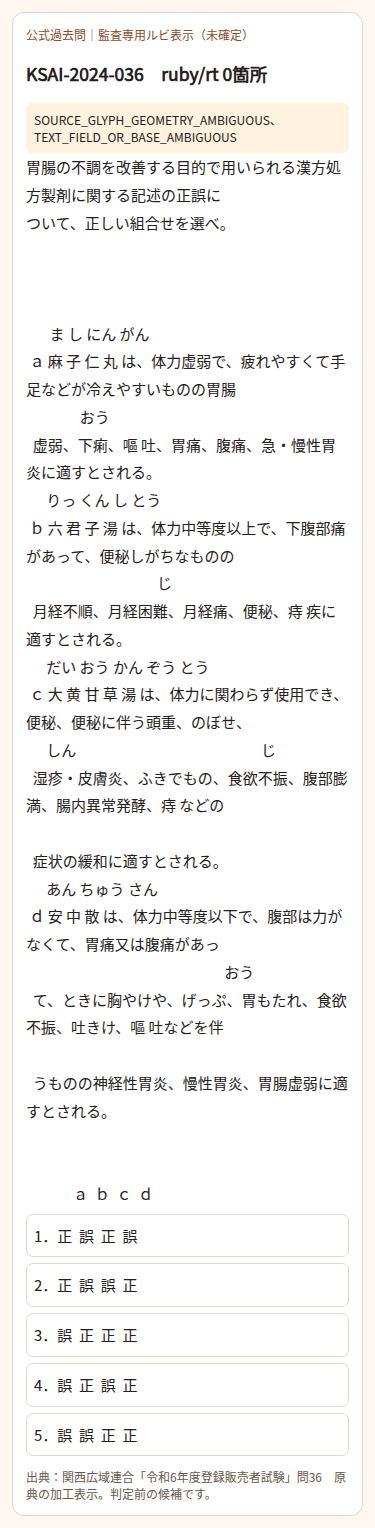 公式過去問｜監査専用ルビ表示（未確定）
KSAI-2024-036　ruby/rt 0箇所
SOURCE_GLYPH_GEOMETRY_AMBIGUOUS、
TEXT_FIELD_OR_BASE_AMBIGUOUS
胃腸の不調を改善する目的で用いられる漢方処
方製剤に関する記述の正誤に
ついて、正しい組合せを選べ。
ま し にん がん
ａ 麻 子 仁 丸 は、体力虚弱で、疲れやすくて手
足などが冷えやすいものの胃腸
おう
虚弱、下痢、嘔 吐、胃痛、腹痛、急・慢性胃
炎に適すとされる。
りっ くん し とう
ｂ 六 君 子 湯 は、体力中等度以上で、下腹部痛
があって、便秘しがちなものの
じ
月経不順、月経困難、月経痛、便秘、痔 疾に
適すとされる。
だい おう かん ぞう とう
ｃ 大 黄 甘 草 湯 は、体力に関わらず使用でき、
便秘、便秘に伴う頭重、のぼせ、
しん　じ
湿疹・皮膚炎、ふきでもの、食欲不振、腹部膨
満、腸内異常発酵、痔 などの
症状の緩和に適すとされる。
あん ちゅう さん
ｄ 安 中 散 は、体力中等度以下で、腹部は力が
なくて、胃痛又は腹痛があっ
おう
て、ときに胸やけや、げっぷ、胃もたれ、食欲
不振、吐きけ、嘔 吐などを伴
うものの神経性胃炎、慢性胃炎、胃腸虚弱に適
すとされる。
ａ ｂ ｃ ｄ
1．正 誤 正 誤
2．正 誤 誤 正
3．誤 正 正 正
4．誤 正 誤 正
5．誤 誤 正 正
出典：関西広域連合「令和6年度登録販売者試験」問36　原
典の加工表示。判定前の候補です。